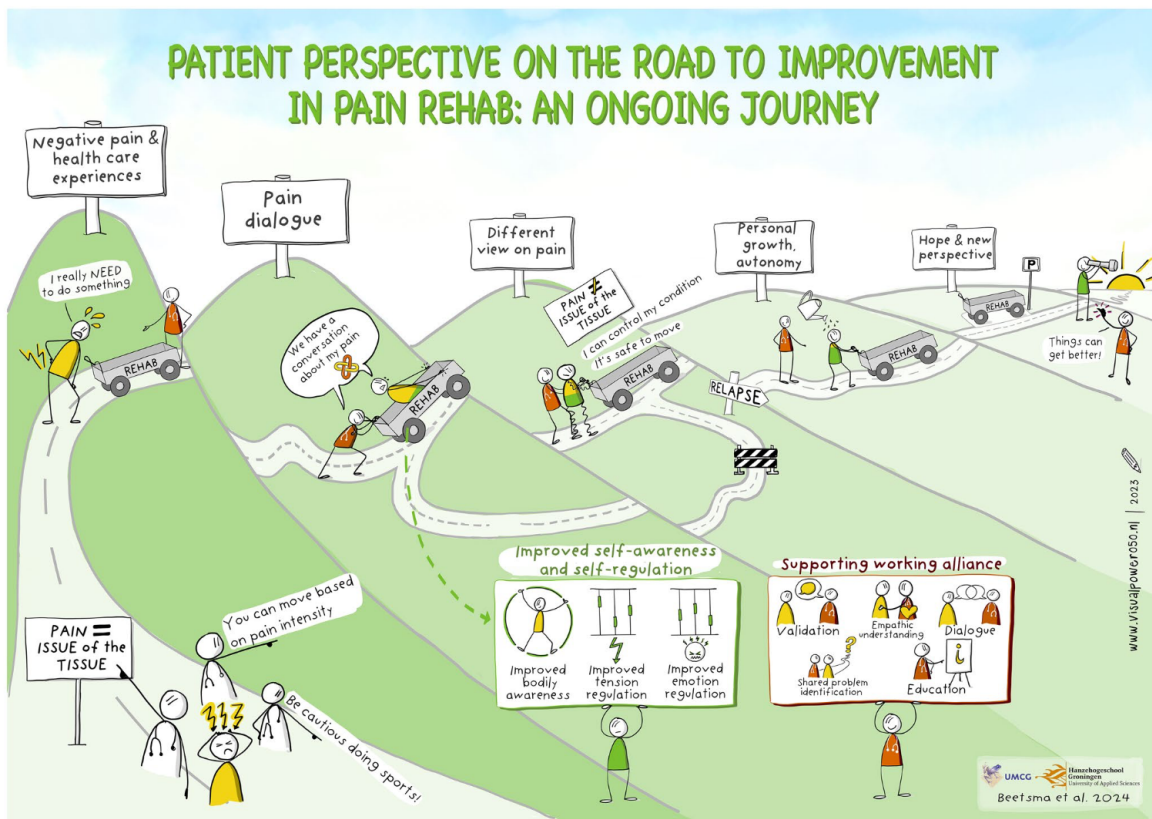 PATIENT PERSPECTIVE ON THE ROAD TO IMPROVEMENT
IN PAIN REHAB: AN ONGOING JOURNEY
Negative pain &
health care
experiences
Pain
dialogue
Different
view on pain
Personal
growth,
autonomy
Hope & new
perspective
P
I really NEED
to do something
REHAB
We have a
conversation
about my pain
REHAB
PAIN ≠
ISSUE of the
TISSUE
I can control my condition
It's safe to move
REHAB
RELAPSE
REHAB
REHAB
Things can
get better!
PAIN =
ISSUE of the
TISSUE
You can move based
on pain intensity
Be cautious doing sports!
Improved self-awareness
and self-regulation
Improved
bodily
awareness
Improved
tension
regulation
Improved
emotion
regulation
Supporting working alliance
Validation
Empathic
understanding
Dialogue
Shared problem
identification
?
i
Education
www.visualpower050.nl | 2023
UMCG
Hanzehogeschool
Groningen
University of Applied Sciences
Beetsma et al. 2024